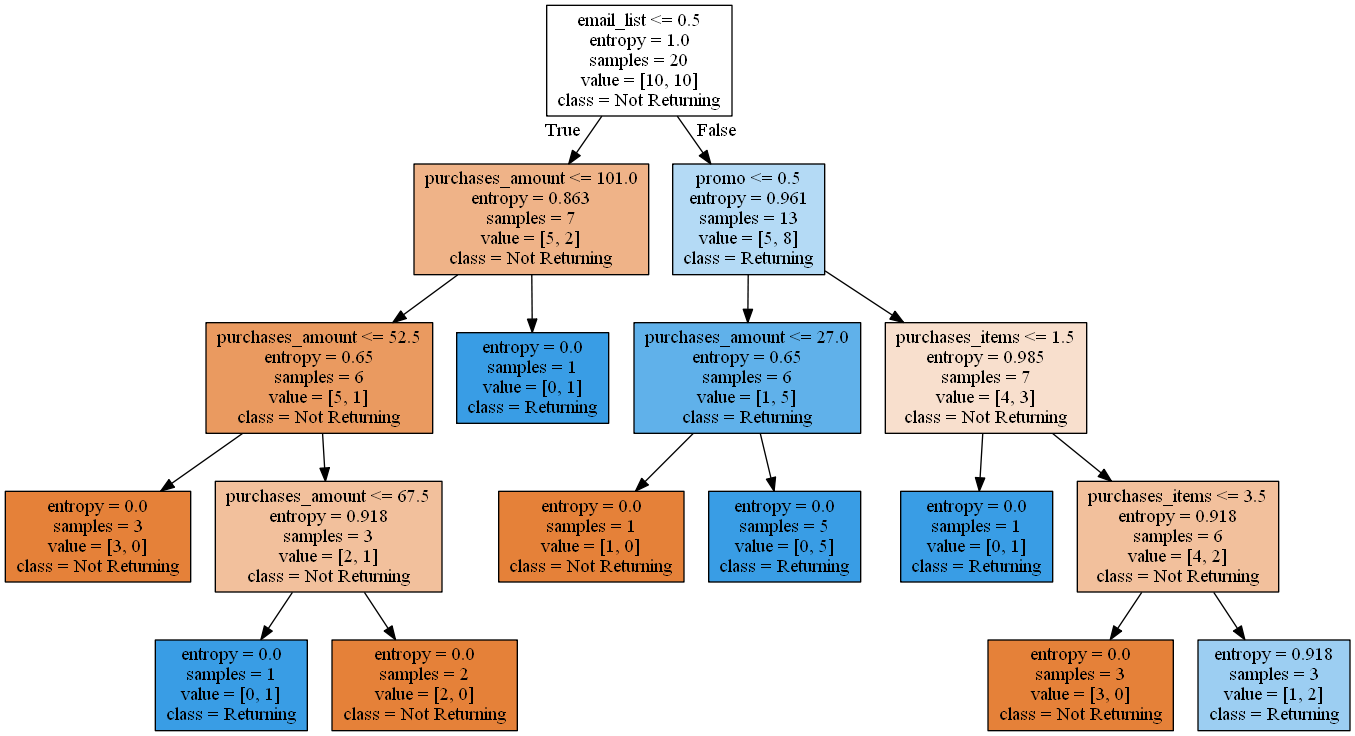 email_list <= 0.5
entropy = 1.0
samples = 20
value = [10, 10]
class = Not Returning
True
False
purchases_amount <= 101.0
entropy = 0.863
samples = 7
value = [5, 2]
class = Not Returning
promo <= 0.5
entropy = 0.961
samples = 13
value = [5, 8]
class = Returning
purchases_amount <= 52.5
entropy = 0.65
samples = 6
value = [5, 1]
class = Not Returning
entropy = 0.0
samples = 1
value = [0, 1]
class = Returning
purchases_amount <= 27.0
entropy = 0.65
samples = 6
value = [1, 5]
class = Returning
purchases_items <= 1.5
entropy = 0.985
samples = 7
value = [4, 3]
class = Not Returning
entropy = 0.0
samples = 3
value = [3, 0]
class = Not Returning
purchases_amount <= 67.5
entropy = 0.918
samples = 3
value = [2, 1]
class = Not Returning
entropy = 0.0
samples = 1
value = [1, 0]
class = Not Returning
entropy = 0.0
samples = 5
value = [0, 5]
class = Returning
entropy = 0.0
samples = 1
value = [0, 1]
class = Returning
purchases_items <= 3.5
entropy = 0.918
samples = 6
value = [4, 2]
class = Not Returning
entropy = 0.0
samples = 1
value = [0, 1]
class = Returning
entropy = 0.0
samples = 2
value = [2, 0]
class = Not Returning
entropy = 0.0
samples = 3
value = [3, 0]
class = Not Returning
entropy = 0.918
samples = 3
value = [1, 2]
class = Returning